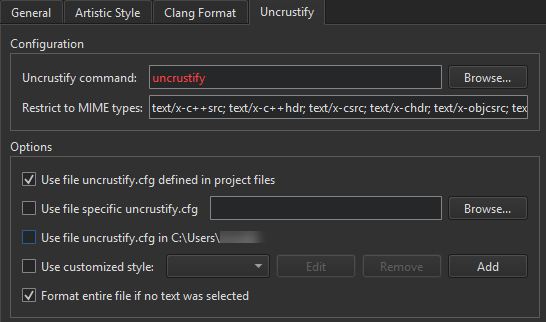 General Artistic Style Clang Format Uncrustify
Configuration
Uncrustify command: uncrustify Browse...
Restrict to MIME types: text/x-c++src; text/x-c++hdr; text/x-csrc; text/x-chdr; text/x-objcsrc; tex
Options
Use file uncrustify.cfg defined in project files
Use file specific uncrustify.cfg Browse...
Use file uncrustify.cfg in C:\Users\
Use customized style: Edit Remove Add
Format entire file if no text was selected